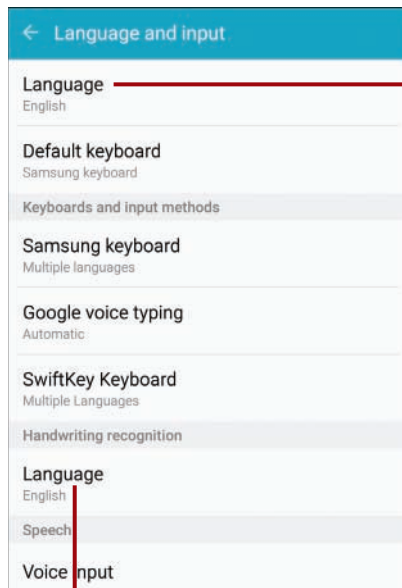 Language and input
Language
English
Default keyboard
Samsung keyboard
Keyboards and input methods
Samsung keyboard
Multiple languages
Google voice typing
Automatic
SwiftKey Keyboard
Multiple Languages
Handwriting recognition
Language
English
Speech
Voice input